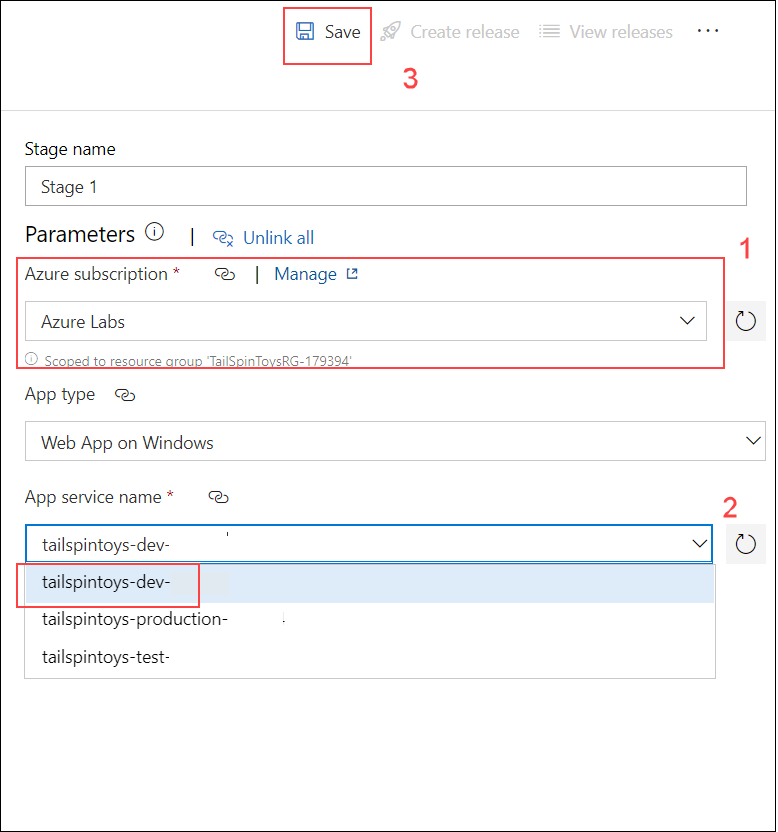 Save Create release View releases ...
3
Stage name
Stage 1
Parameters | Unlink all
1
Azure subscription * | Manage
Azure Labs
Scoped to resource group 'TailSpinToysRG-179394'
App type
Web App on Windows
App service name *
2
tailspintoys-dev-
tailspintoys-dev-
tailspintoys-production-
tailspintoys-test-